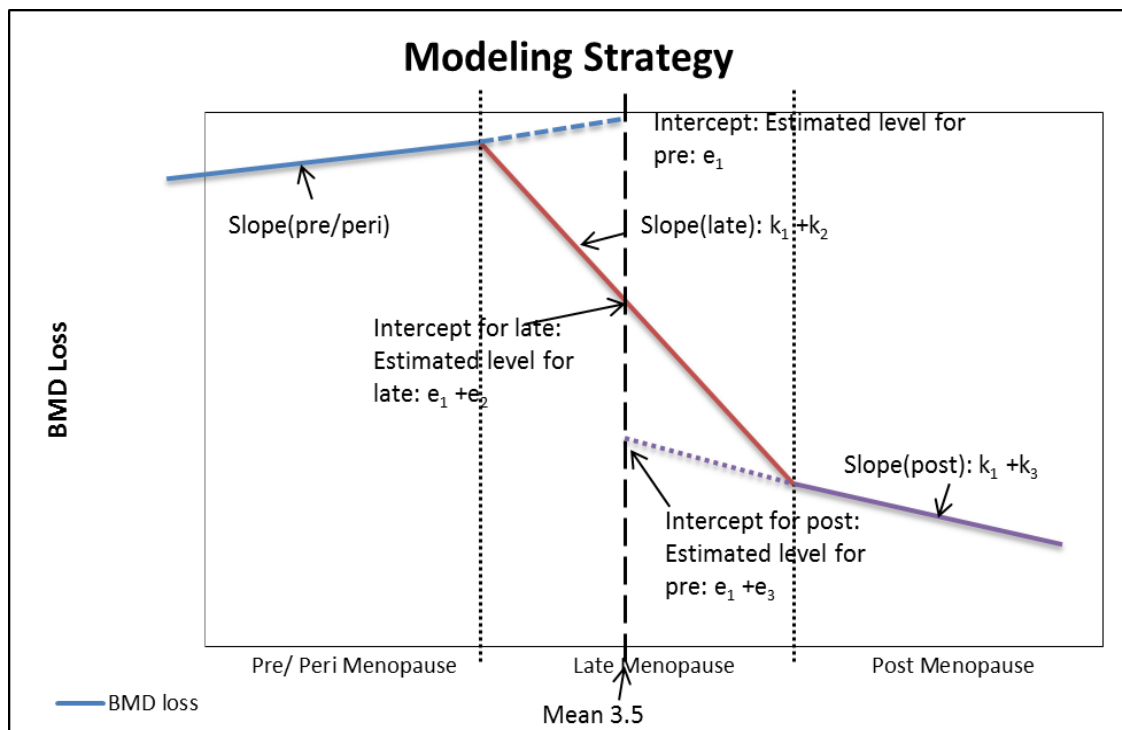 Modeling Strategy
Intercept: Estimated level for
pre: e₁
Slope(pre/peri)
Slope(late): k₁ +k₂
Intercept for late:
Estimated level for
late: e₁ +e₂
BMD Loss
Slope(post): k₁ +k₃
Intercept for post:
Estimated level for
pre: e₁ +e₃
Pre/ Peri Menopause
Late Menopause
Post Menopause
BMD loss
Mean 3.5